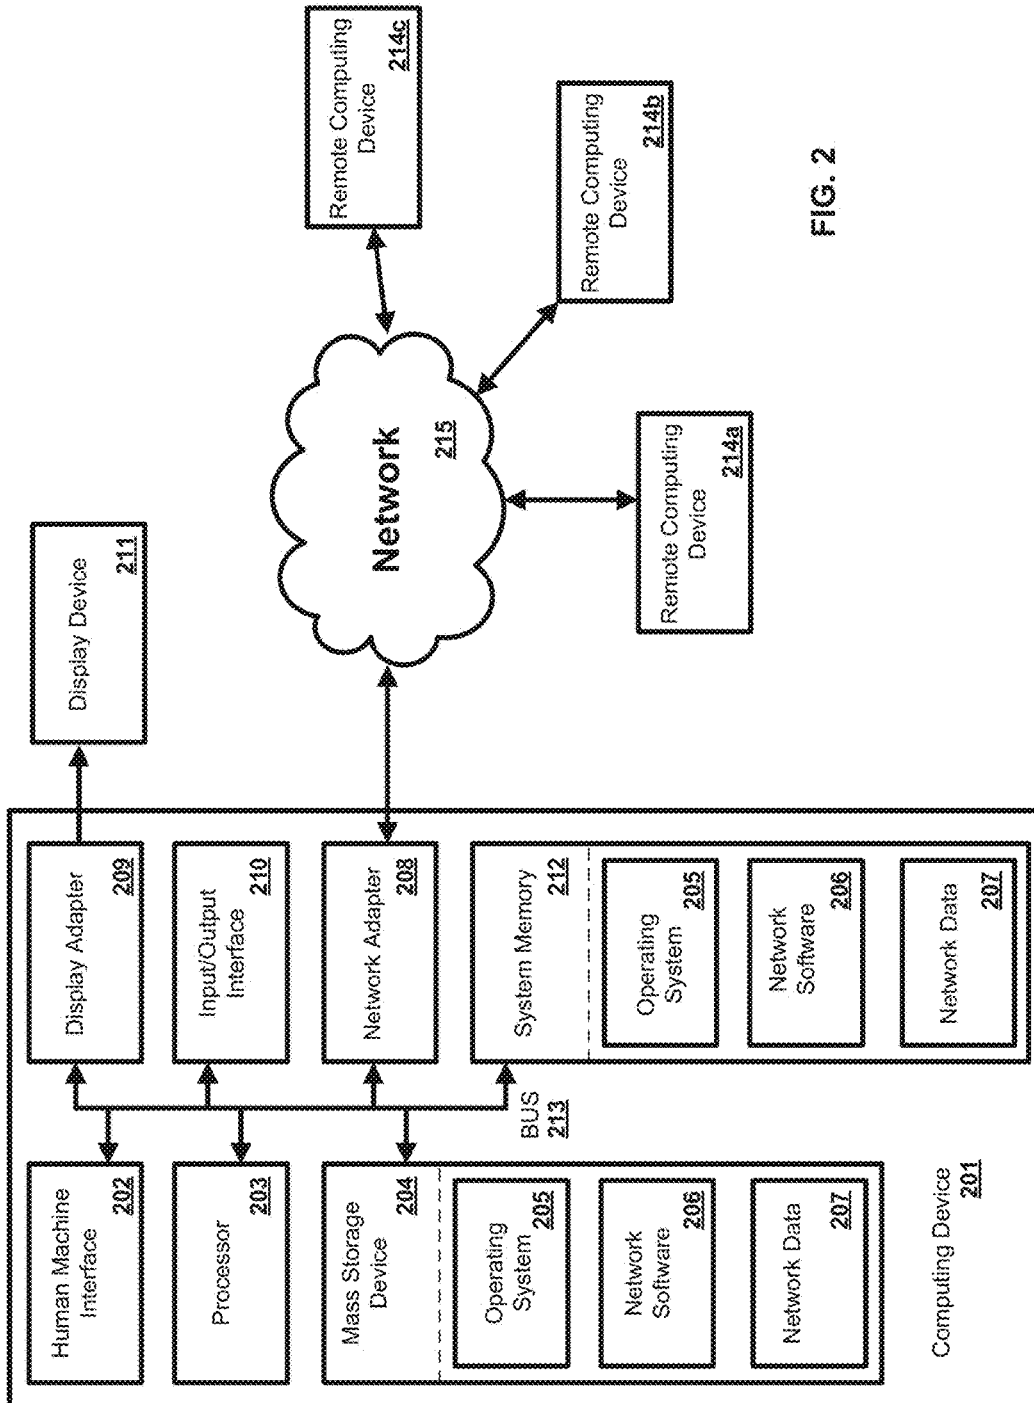 Human Machine
Interface
202
Processor
203
Mass Storage
Device
204
Operating
System
205
Network
Software
206
Network Data
207
Computing Device
201
BUS
213
Display Adapter
209
Input/Output
Interface
210
Network Adapter
208
System Memory
212
Operating
System
205
Network
Software
206
Network Data
207
Display Device
211
Network
215
Remote Computing
Device
214a
Remote Computing
Device
214b
Remote Computing
Device
214c
FIG. 2